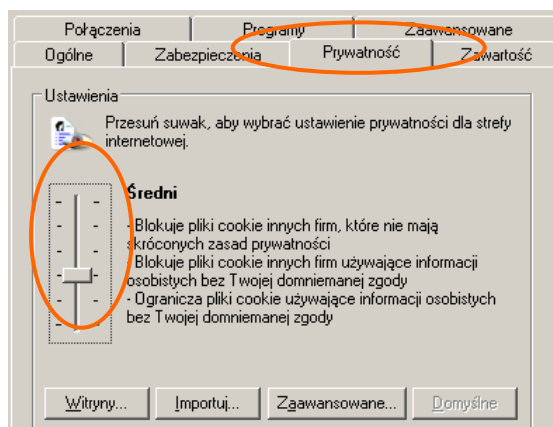 Połączenia Programy Zaawansowane
Ogólne Zabezpieczenia Prywatność Zawartość
Ustawienia
Przesuń suwak, aby wybrać ustawienie prywatności dla strefy
internetowej.
Średni
- Blokuje pliki cookie innych firm, które nie mają
skróconych zasad prywatności
- Blokuje pliki cookie innych firm używające informacji
osobistych bez Twojej domniemanej zgody
- Ogranicza pliki cookie używające informacji osobistych
bez Twojej domniemanej zgody
Witryny... Importuj... Zaawansowane... Domyślne